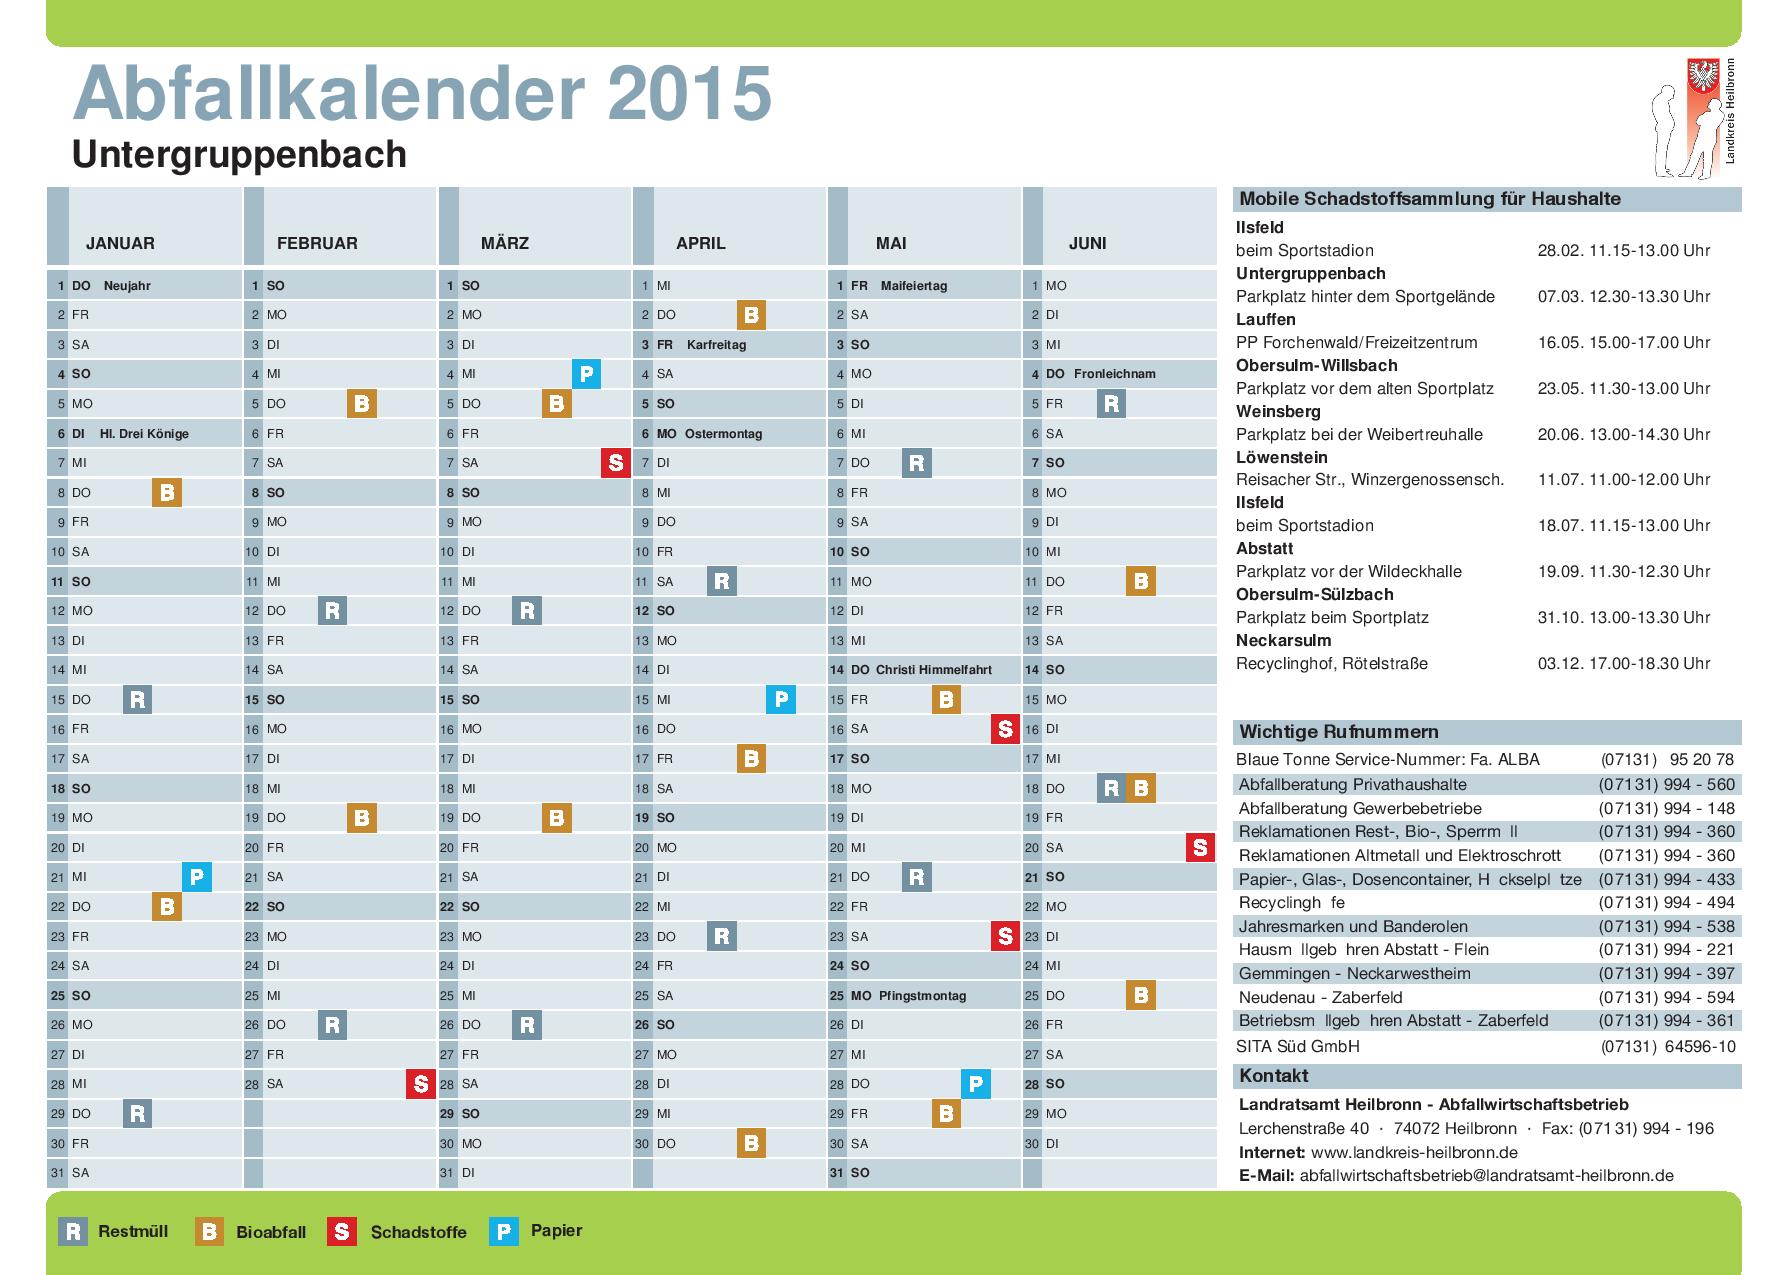 Abfallkalender 2015
Untergruppenbach
Landkreis Heilbronn
JANUAR
1 DO Neujahr
2 FR
3 SA
4 SO
5 MO
6 DI Hl. Drei Könige
7 MI
8 DO B
9 FR
10 SA
11 SO
12 MO
13 DI
14 MI
15 DO R
16 FR
17 SA
18 SO
19 MO
20 DI
21 MI P
22 DO B
23 FR
24 SA
25 SO
26 MO
27 DI
28 MI
29 DO R
30 FR
31 SA
FEBRUAR
1 SO
2 MO
3 DI
4 MI
5 DO B
6 FR
7 SA
8 SO
9 MO
10 DI
11 MI
12 DO R
13 FR
14 SA
15 SO
16 MO
17 DI
18 MI
19 DO B
20 FR
21 SA
22 SO
23 MO
24 DI
25 MI
26 DO R
27 FR
28 SA S
MÄRZ
1 SO
2 MO
3 DI
4 MI P
5 DO B
6 FR
7 SA S
8 SO
9 MO
10 DI
11 MI
12 DO R
13 FR
14 SA
15 SO
16 MO
17 DI
18 MI
19 DO B
20 FR
21 SA
22 SO
23 MO
24 DI
25 MI
26 DO R
27 FR
28 SA
29 SO
30 MO
31 DI
APRIL
1 MI
2 DO B
3 FR Karfreitag
4 SA
5 SO
6 MO Ostermontag
7 DI
8 MI
9 DO
10 FR
11 SA R
12 SO
13 MO
14 DI
15 MI P
16 DO
17 FR B
18 SA
19 SO
20 MO
21 DI
22 MI
23 DO R
24 FR
25 SA
26 SO
27 MO
28 DI
29 MI
30 DO B
MAI
1 FR Maifeiertag
2 SA
3 SO
4 MO
5 DI
6 MI
7 DO R
8 FR
9 SA
10 SO
11 MO
12 DI
13 MI
14 DO Christi Himmelfahrt
15 FR B
16 SA S
17 SO
18 MO
19 DI
20 MI
21 DO R
22 FR
23 SA S
24 SO
25 MO Pfingstmontag
26 DI
27 MI
28 DO P
29 FR B
30 SA
31 SO
JUNI
1 MO
2 DI
3 MI
4 DO Fronleichnam
5 FR R
6 SA
7 SO
8 MO
9 DI
10 MI
11 DO B
12 FR
13 SA
14 SO
15 MO
16 DI
17 MI
18 DO R B
19 FR
20 SA S
21 SO
22 MO
23 DI
24 MI
25 DO B
26 FR
27 SA
28 SO
29 MO
30 DI
Mobile Schadstoffsammlung für Haushalte
Ilsfeld
beim Sportstadion 28.02. 11.15-13.00 Uhr
Untergruppenbach
Parkplatz hinter dem Sportgelände 07.03. 12.30-13.30 Uhr
Lauffen
PP Forchenwald/Freizeitzentrum 16.05. 15.00-17.00 Uhr
Obersulm-Willsbach
Parkplatz vor dem alten Sportplatz 23.05. 11.30-13.00 Uhr
Weinsberg
Parkplatz bei der Weibertreuhalle 20.06. 13.00-14.30 Uhr
Löwenstein
Reisacher Str., Winzergenossensch. 11.07. 11.00-12.00 Uhr
Ilsfeld
beim Sportstadion 18.07. 11.15-13.00 Uhr
Abstatt
Parkplatz vor der Wildeckhalle 19.09. 11.30-12.30 Uhr
Obersulm-Sülzbach
Parkplatz beim Sportplatz 31.10. 13.00-13.30 Uhr
Neckarsulm
Recyclinghof, Rötelstraße 03.12. 17.00-18.30 Uhr
Wichtige Rufnummern
Blaue Tonne Service-Nummer: Fa. ALBA (07131) 95 20 78
Abfallberatung Privathaushalte (07131) 994 - 560
Abfallberatung Gewerbebetriebe (07131) 994 - 148
Reklamationen Rest-, Bio-, Sperrm ll (07131) 994 - 360
Reklamationen Altmetall und Elektroschrott (07131) 994 - 360
Papier-, Glas-, Dosencontainer, H ckselpl tze (07131) 994 - 433
Recyclingh fe (07131) 994 - 494
Jahresmarken und Banderolen (07131) 994 - 538
Hausm llgeb hren Abstatt - Flein (07131) 994 - 221
Gemmingen - Neckarwestheim (07131) 994 - 397
Neudenau - Zaberfeld (07131) 994 - 594
Betriebsm llgeb hren Abstatt - Zaberfeld (07131) 994 - 361
SITA Süd GmbH (07131) 64596-10
Kontakt
Landratsamt Heilbronn - Abfallwirtschaftsbetrieb
Lerchenstraße 40 · 74072 Heilbronn · Fax: (07131) 994 - 196
Internet: www.landkreis-heilbronn.de
E-Mail: abfallwirtschaftsbetrieb@landratsamt-heilbronn.de
R Restmüll B Bioabfall S Schadstoffe P Papier